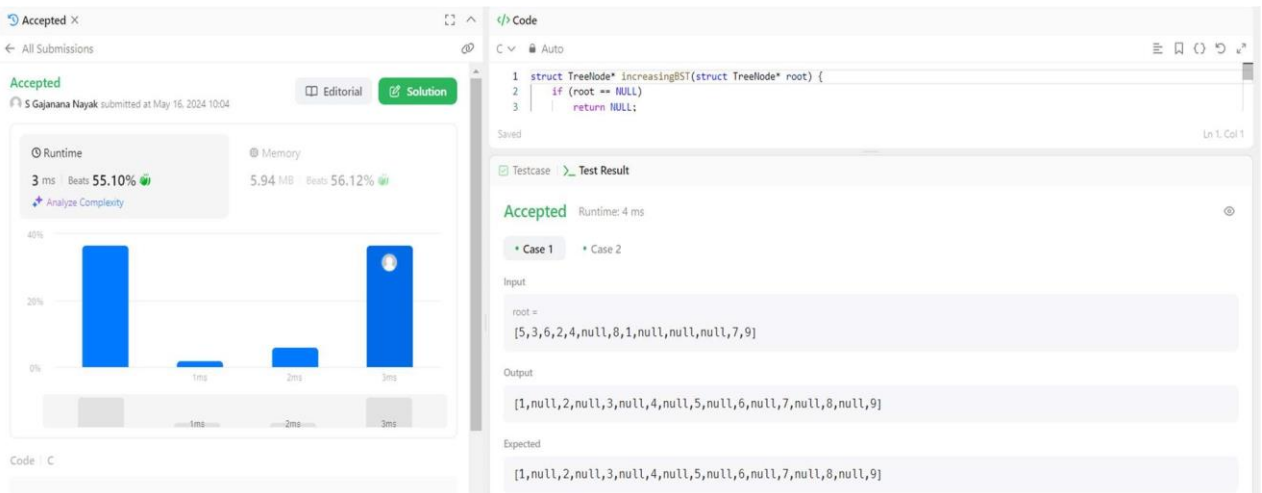 Accepted ×
← All Submissions
Accepted
S Gajanana Nayak submitted at May 16, 2024 10:04
Editorial
Solution
Runtime
3 ms Beats 55.10%
Analyze Complexity
Memory
5.94 MB Beats 56.12%
40%
20%
0%
1ms 2ms 3ms
1ms 2ms 3ms
Code C
</> Code
C Auto
1 struct TreeNode* increasingBST(struct TreeNode* root) {
2 if (root == NULL)
3 return NULL;
Saved
Ln 1, Col 1
Testcase >_ Test Result
Accepted Runtime: 4 ms
• Case 1 • Case 2
Input
root =
[5,3,6,2,4,null,8,1,null,null,null,7,9]
Output
[1,null,2,null,3,null,4,null,5,null,6,null,7,null,8,null,9]
Expected
[1,null,2,null,3,null,4,null,5,null,6,null,7,null,8,null,9]